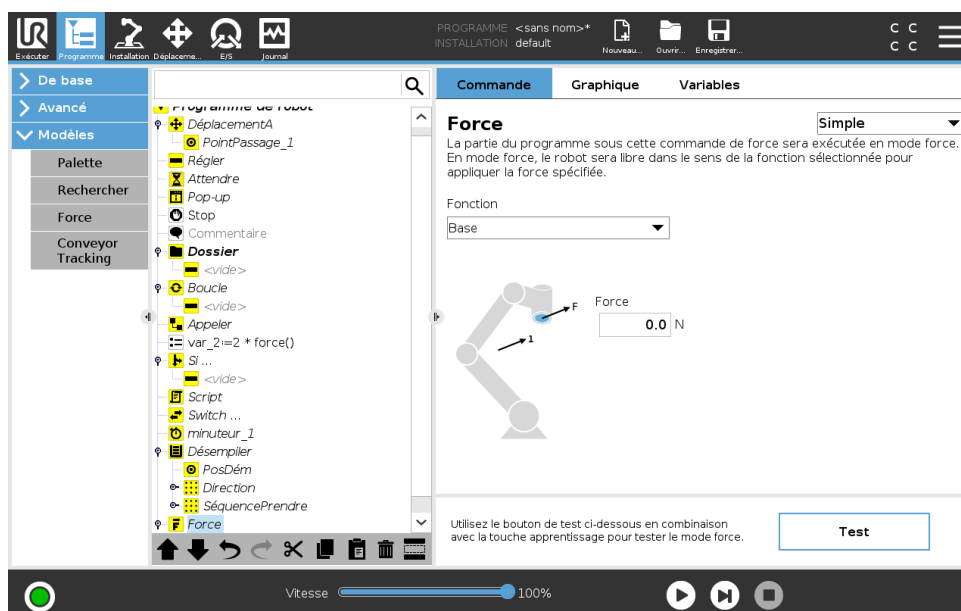 PROGRAMME <sans nom>*
INSTALLATION default
UR
Exécuter Programme Installation Déplaceme... E/S Journal
Nouveau... Ouvrir... Enregistrer...
C C
C C
De base
Avancé
Modèles
Palette
Rechercher
Force
Conveyor
Tracking
Programme de robot
DéplacementA
PointPassage_1
Régler
Attendre
Pop-up
Stop
Commentaire
Dossier
<vide>
Boucle
<vide>
Appeler
var_2:=2 * force()
Si ...
<vide>
Script
Switch ...
minuteur_1
Désempiler
PosDém
Direction
SéquencePrendre
Force
Commande Graphique Variables
Force
Simple
La partie du programme sous cette commande de force sera exécutée en mode force.
En mode force, le robot sera libre dans le sens de la fonction sélectionnée pour
appliquer la force spécifiée.
Fonction
Base
F
1
Force
0.0 N
Utilisez le bouton de test ci-dessous en combinaison
avec la touche apprentissage pour tester le mode force.
Test
Vitesse 100%